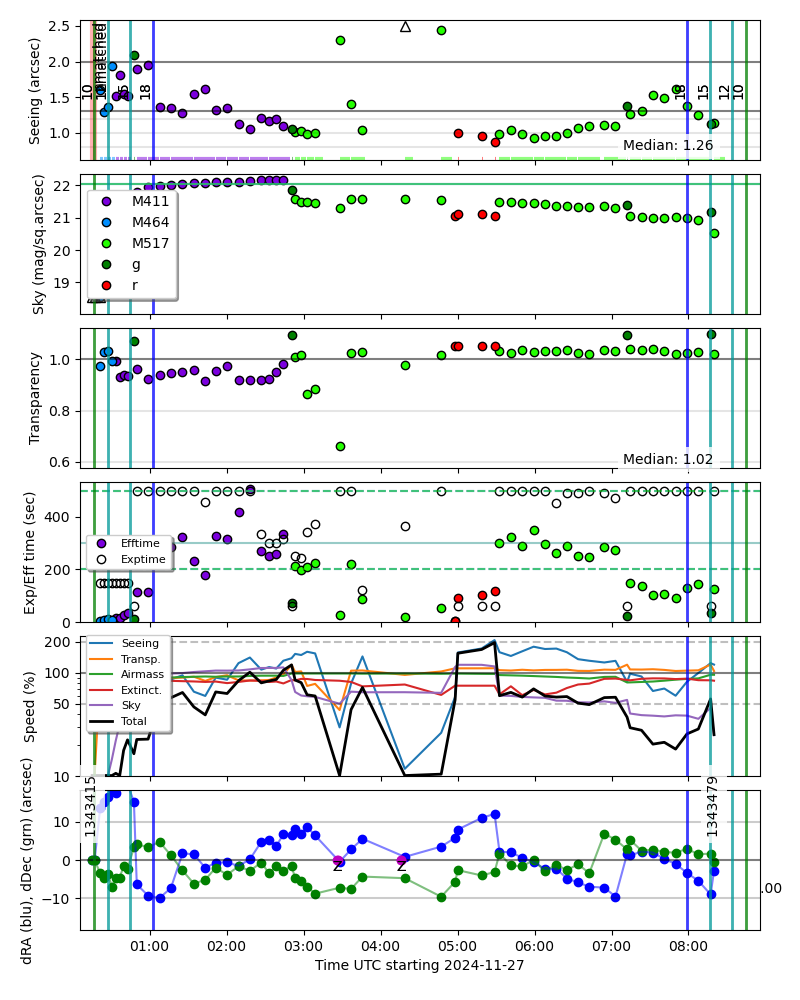 2.5
2.0
1.5
1.0
Seeing (arcsec)
10
15
18
18
15
12
10
Median: 1.26
22
21
20
19
Sky (mag/sq.arcsec)
M411
M464
M517
g
r
1.0
0.8
0.6
Transparency
Median: 1.02
400
200
0
Exp/Eff time (sec)
Efftime
Exptime
200
100
50
10
Speed (%)
Seeing
Transp.
Airmass
Extinct.
Sky
Total
10
0
−10
dRA (blu), dDec (grn) (arcsec)
1343415
1343479
Z
Z
.00
01:00
02:00
03:00
04:00
05:00
06:00
07:00
08:00
Time UTC starting 2024-11-27